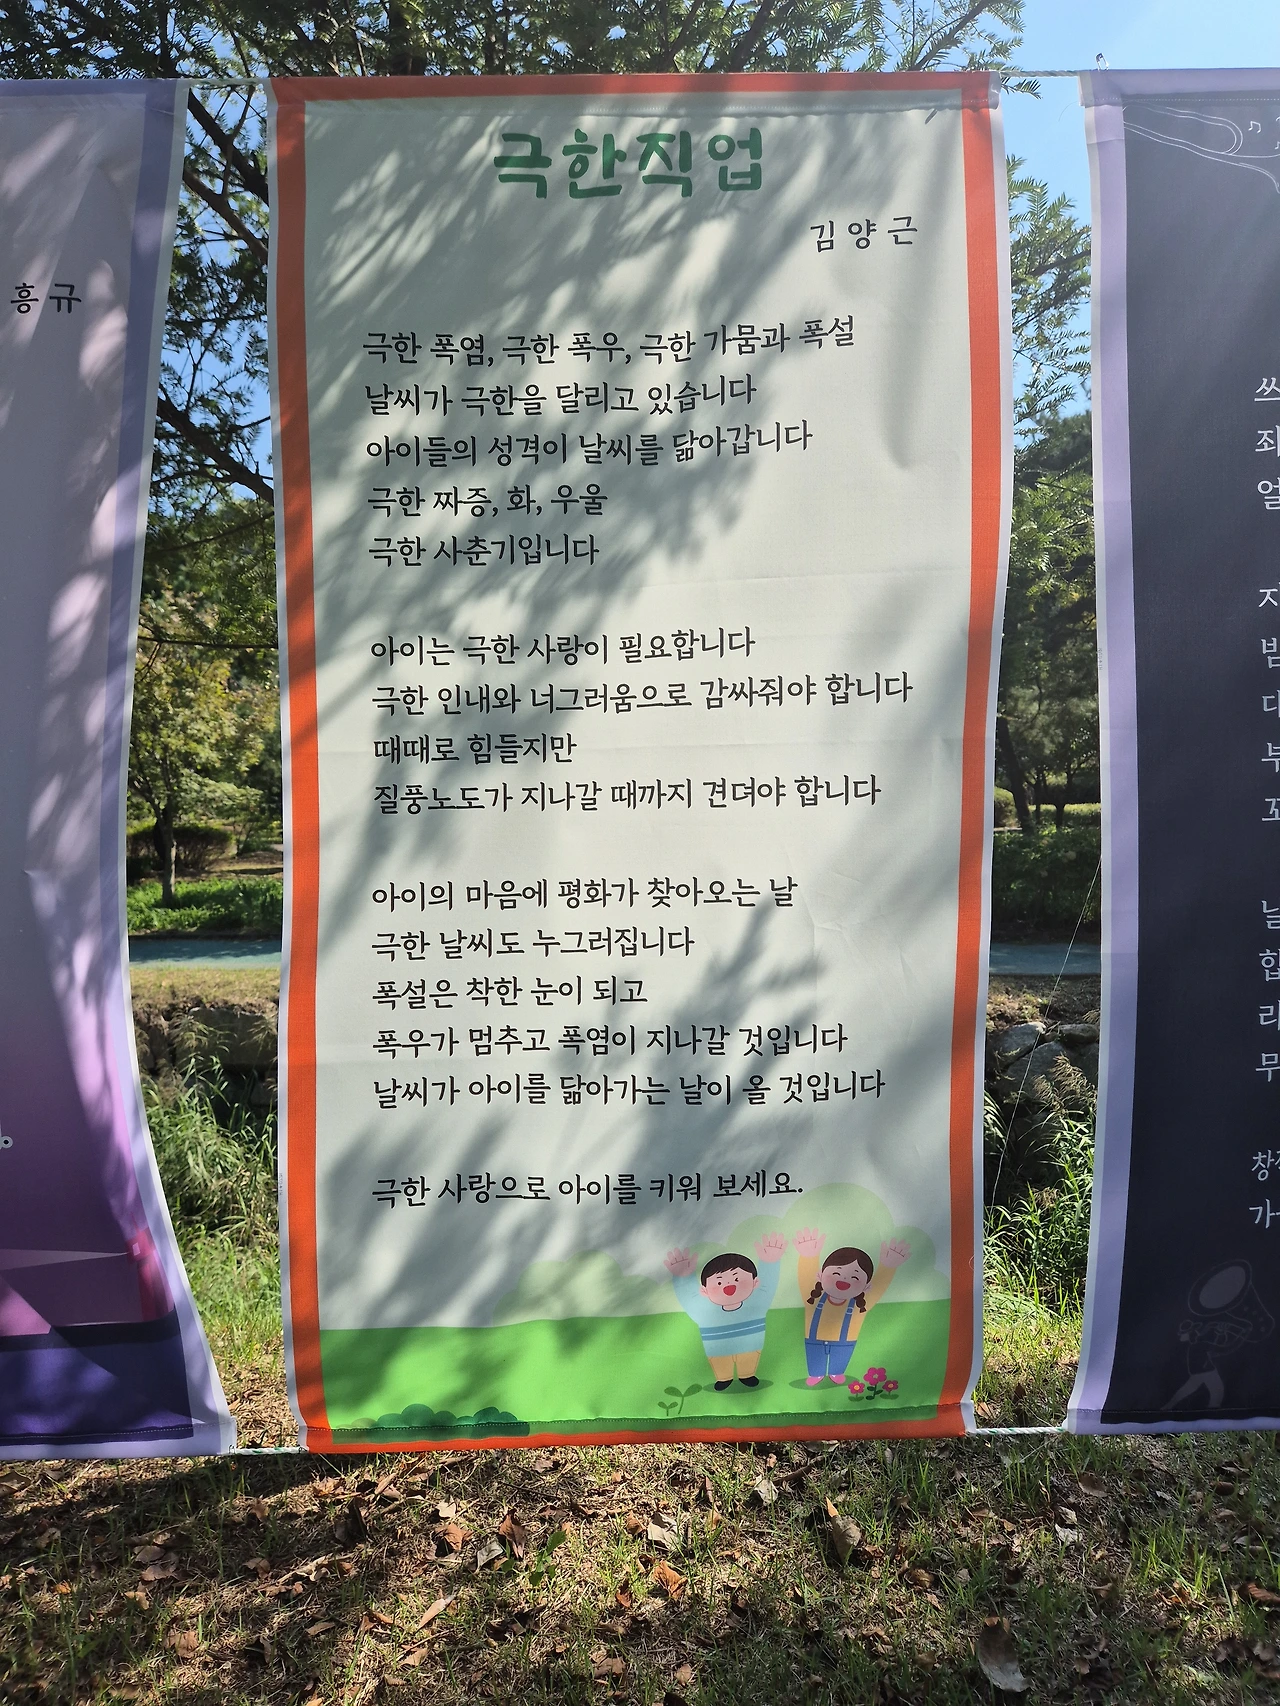 흥 규
극한직업
김 양 근
극한 폭염, 극한 폭우, 극한 가뭄과 폭설
날씨가 극한을 달리고 있습니다
아이들의 성격이 날씨를 닮아갑니다
극한 짜증, 화, 우울
극한 사춘기입니다
아이는 극한 사랑이 필요합니다
극한 인내와 너그러움으로 감싸줘야 합니다
때때로 힘들지만
질풍노도가 지나갈 때까지 견뎌야 합니다
아이의 마음에 평화가 찾아오는 날
극한 날씨도 누그러집니다
폭설은 착한 눈이 되고
폭우가 멈추고 폭염이 지나갈 것입니다
날씨가 아이를 닮아가는 날이 올 것입니다
극한 사랑으로 아이를 키워 보세요.